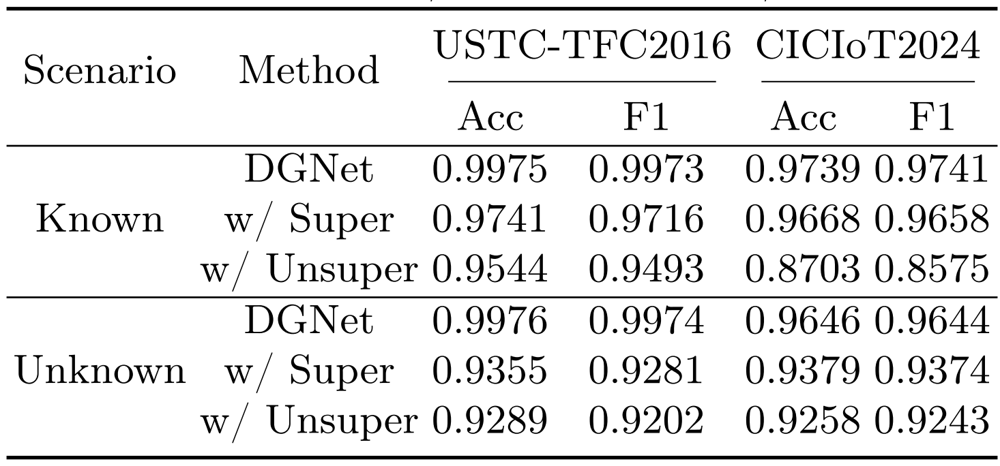 Scenario Method USTC-TFC2016 CICIoT2024
Acc F1 Acc F1
DGNet 0.9975 0.9973 0.9739 0.9741
Known w/ Super 0.9741 0.9716 0.9668 0.9658
w/ Unsuper 0.9544 0.9493 0.8703 0.8575
DGNet 0.9976 0.9974 0.9646 0.9644
Unknown w/ Super 0.9355 0.9281 0.9379 0.9374
w/ Unsuper 0.9289 0.9202 0.9258 0.9243